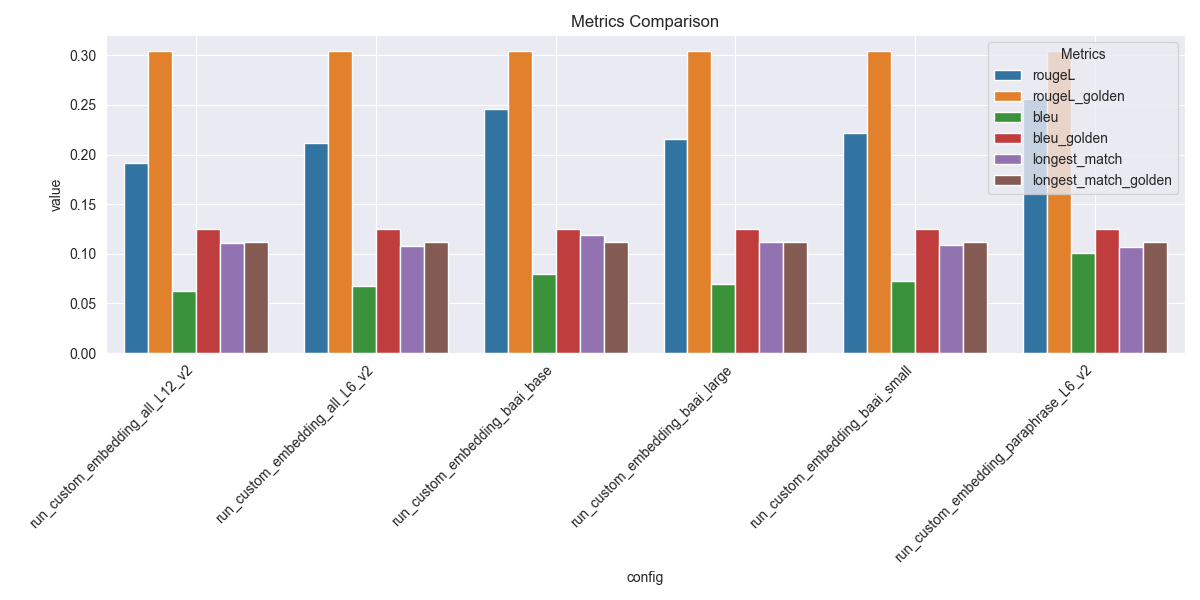 Metrics Comparison
Metrics
rougeL
rougeL_golden
bleu
bleu_golden
longest_match
longest_match_golden
value
0.30
0.25
0.20
0.15
0.10
0.05
0.00
run_custom_embedding_all_L12_v2
run_custom_embedding_all_L6_v2
run_custom_embedding_baai_base
run_custom_embedding_baai_large
run_custom_embedding_baai_small
run_custom_embedding_paraphrase_L6_v2
config